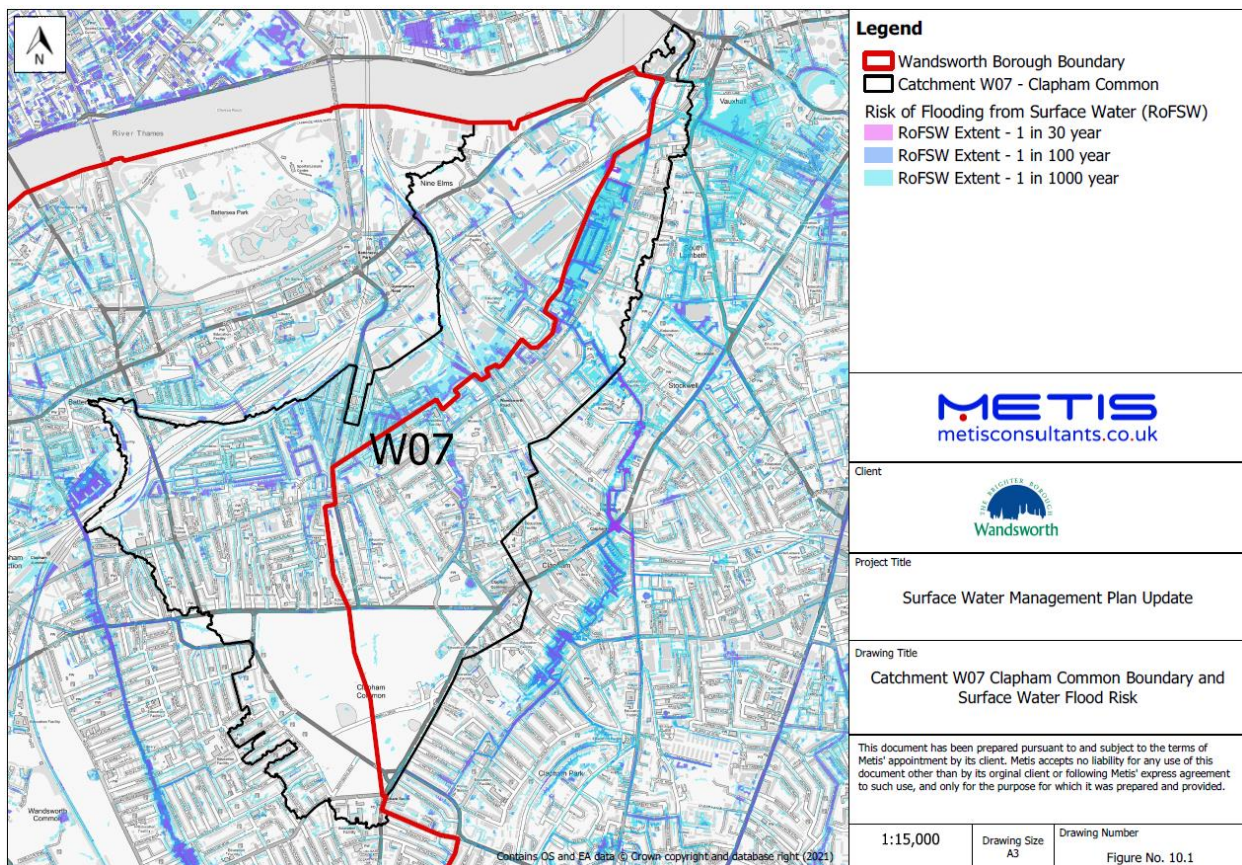 N
River Thames
Battersea Park
Nine Elms
Vauxhall
South Lambeth
Stockwell
W07
Clapham
Clapham Common
Clapham Park
Wandsworth Common
Contains OS and EA data © Crown copyright and database right (2021)
Legend
Wandsworth Borough Boundary
Catchment W07 - Clapham Common
Risk of Flooding from Surface Water (RoFSW)
RoFSW Extent - 1 in 30 year
RoFSW Extent - 1 in 100 year
RoFSW Extent - 1 in 1000 year
METIS
metisconsultants.co.uk
Client
THE BRIGHTER BOROUGH
Wandsworth
Project Title
Surface Water Management Plan Update
Drawing Title
Catchment W07 Clapham Common Boundary and
Surface Water Flood Risk
This document has been prepared pursuant to and subject to the terms of
Metis' appointment by its client. Metis accepts no liability for any use of this
document other than by its orginal client or following Metis' express agreement
to such use, and only for the purpose for which it was prepared and provided.
1:15,000
Drawing Size
A3
Drawing Number
Figure No. 10.1